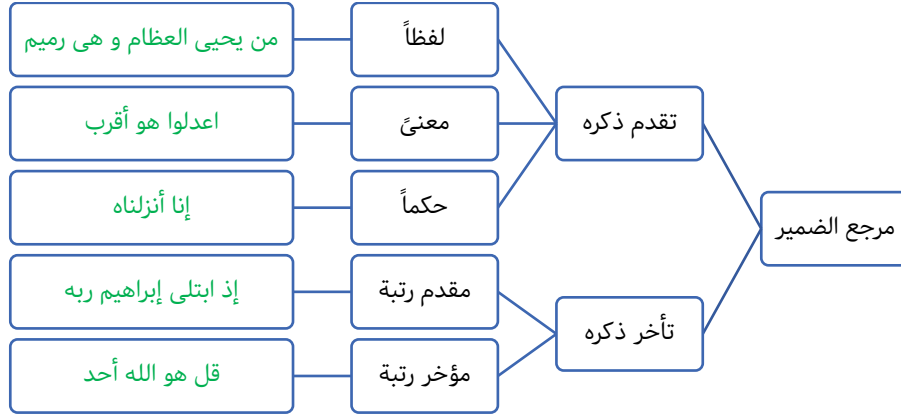 مرجع الضمير
تقدم ذكره
لفظاً
من يحيى العظام و هى رميم
معنىً
اعدلوا هو أقرب
حكماً
إنا أنزلناه
تأخر ذكره
مقدم رتبة
إذ ابتلى إبراهيم ربه
مؤخر رتبة
قل هو الله أحد